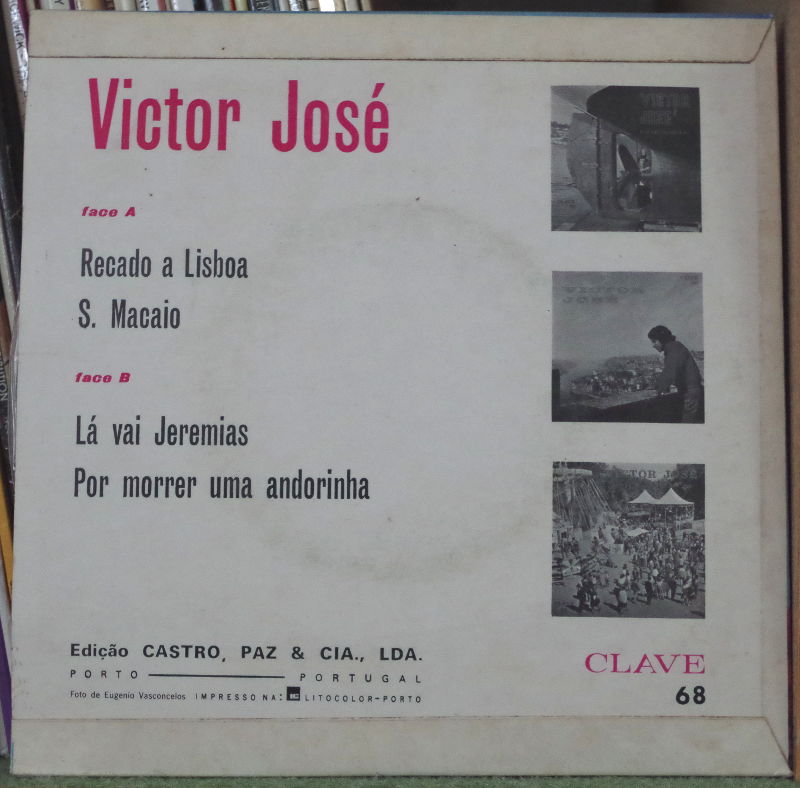 Victor José
face A
Recado a Lisboa
S. Macaio
face B
Lá vai Jeremias
Por morrer uma andorinha
Edição CASTRO, PAZ & CIA., LDA.
PORTO PORTUGAL
Foto de Eugenio Vasconcelos IMPRESSO NA: LITOCOLOR-PORTO
VICTOR
JOSÉ
VICTOR
JOSÉ
VICTOR JOSÉ
CLAVE
68